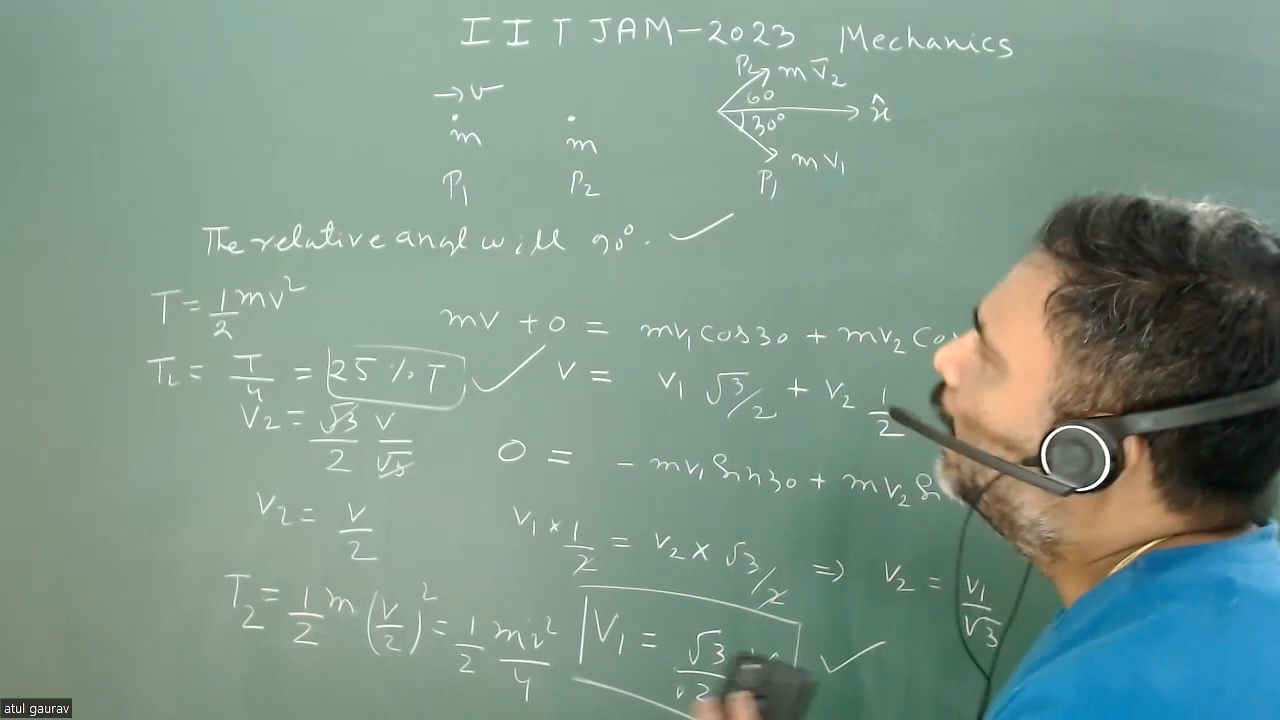 IIT JAM-2023 Mechanics
→v
m m
P₁ P₂
P₂ m v̄₂
60
x̂
30°
P₁ m v₁
The relative angl will 90°. ✓
T = 1/2 mv²
mv + 0 = mv₁ cos30 + mv₂ co
T₂ = T/4 = 25 % T ✓
v = v₁ √3/2 + v₂ 1/2
v₂ = √3/2 v/√3
0 = - mv₁ sin30 + mv₂
v₂ = v/2
v₁ × 1/2 = v₂ × √3/2 ⇒ v₂ = v₁/√3
T₂ = 1/2 m (v/2)² = 1/2 mv²/4
V₁ = √3 ✓
atul gaurav